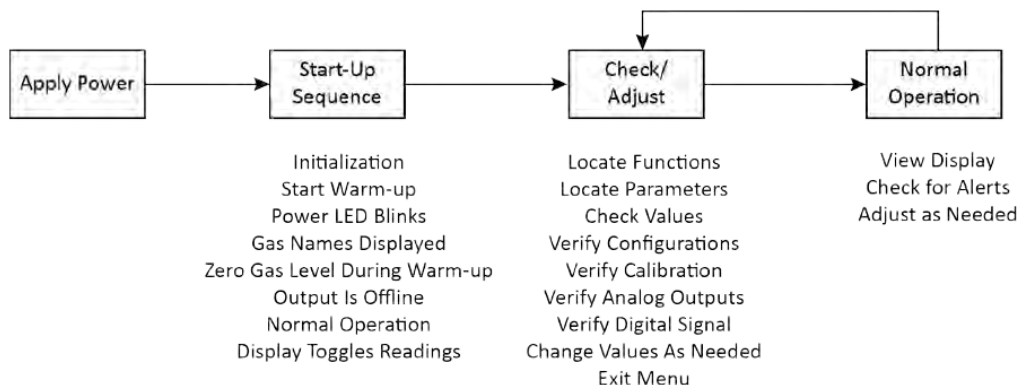 Apply Power
Start-Up
Sequence
Check/
Adjust
Normal
Operation
Initialization
Start Warm-up
Power LED Blinks
Gas Names Displayed
Zero Gas Level During Warm-up
Output Is Offline
Normal Operation
Display Toggles Readings
Locate Functions
Locate Parameters
Check Values
Verify Configurations
Verify Calibration
Verify Analog Outputs
Verify Digital Signal
Change Values As Needed
Exit Menu
View Display
Check for Alerts
Adjust as Needed